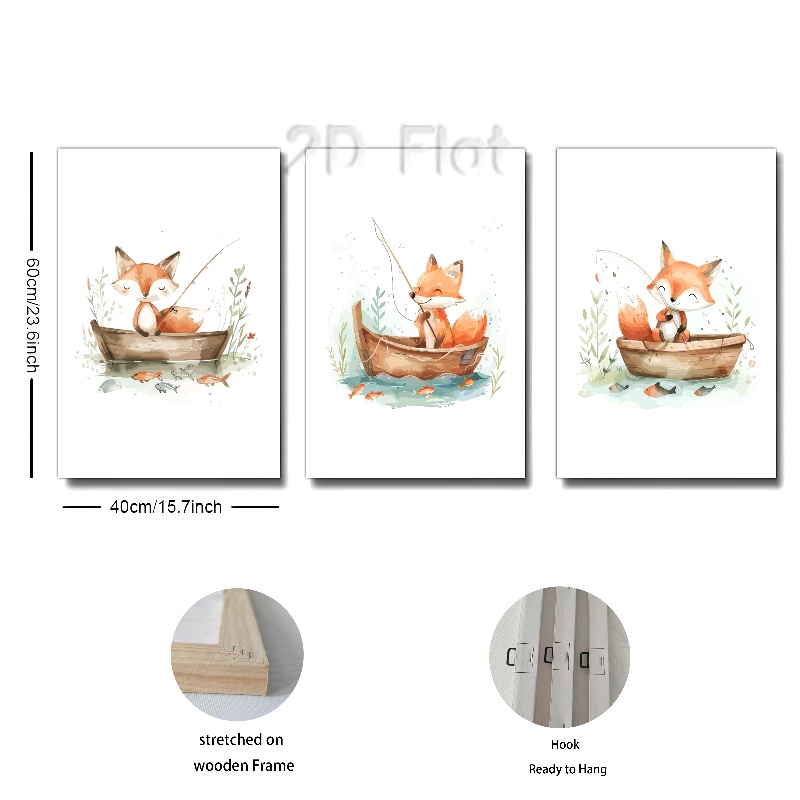 2D Flat
60cm/23.6inch
40cm/15.7inch
stretched on
wooden Frame
Hook
Ready to Hang